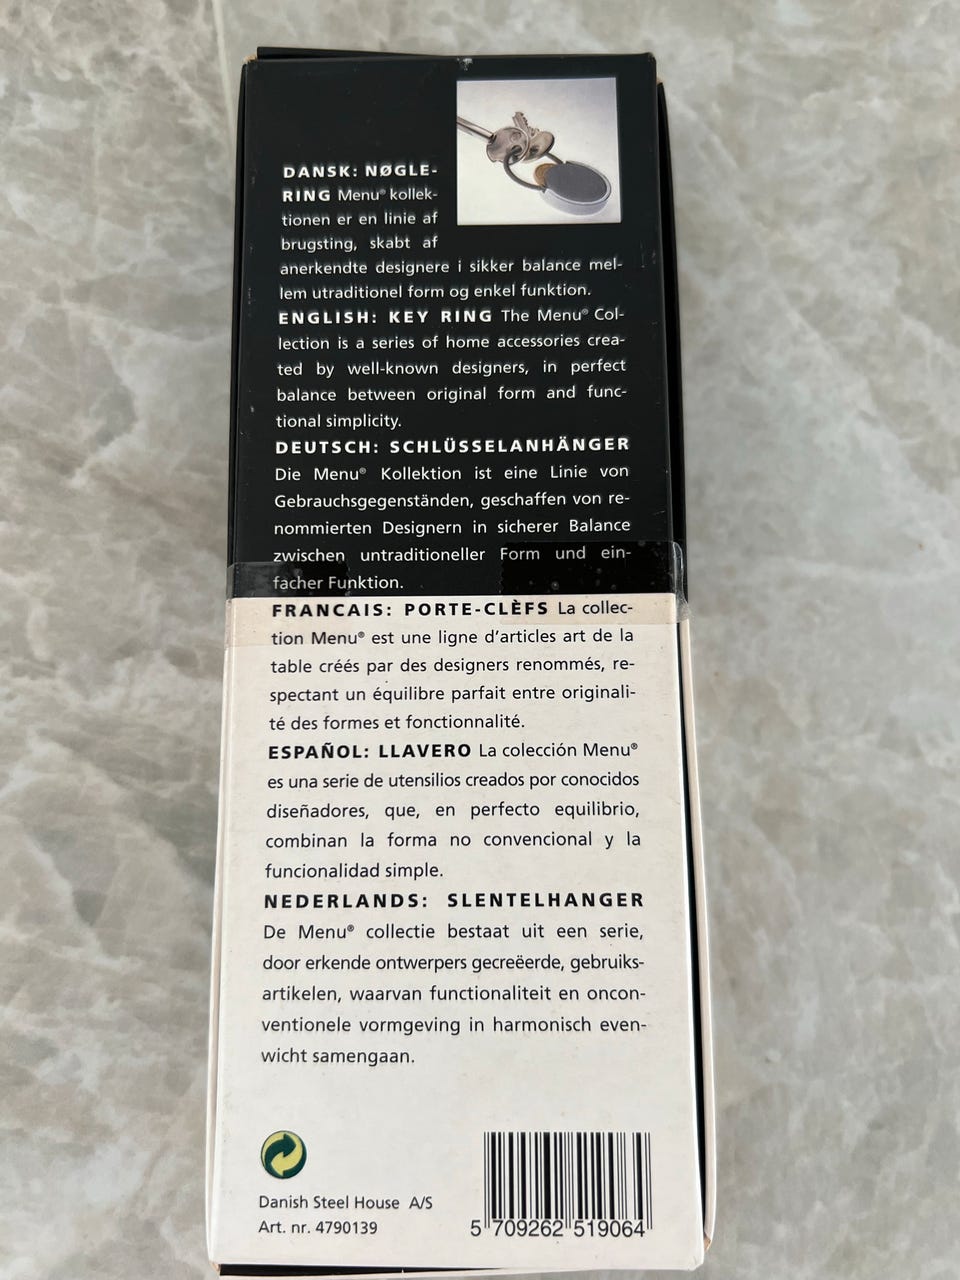 DANSK: NØGLE-
RING Menu® kollek-
tionen er en linie af
brugsting, skabt af
anerkendte designere i sikker balance mel-
lem utraditionel form og enkel funktion.
ENGLISH: KEY RING The Menu® Col-
lection is a series of home accessories crea-
ted by well-known designers, in perfect
balance between original form and func-
tional simplicity.
DEUTSCH: SCHLÜSSELANHÄNGER
Die Menu® Kollektion ist eine Linie von
Gebrauchsgegenständen, geschaffen von re-
nommierten Designern in sicherer Balance
zwischen untraditioneller Form und ein-
facher Funktion.
FRANCAIS: PORTE-CLÈFS La collec-
tion Menu® est une ligne d'articles art de la
table créés par des designers renommés, re-
spectant un équilibre parfait entre originali-
té des formes et fonctionnalité.
ESPAÑOL: LLAVERO La colección Menu®
es una serie de utensilios creados por conocidos
diseñadores, que, en perfecto equilibrio,
combinan la forma no convencional y la
funcionalidad simple.
NEDERLANDS: SLENTELHANGER
De Menu® collectie bestaat uit een serie,
door erkende ontwerpers gecreëerde, gebruiks-
artikelen, waarvan functionaliteit en oncon-
ventionele vormgeving in harmonisch even-
wicht samengaan.
Danish Steel House A/S
Art. nr. 4790139
5 709262 519064